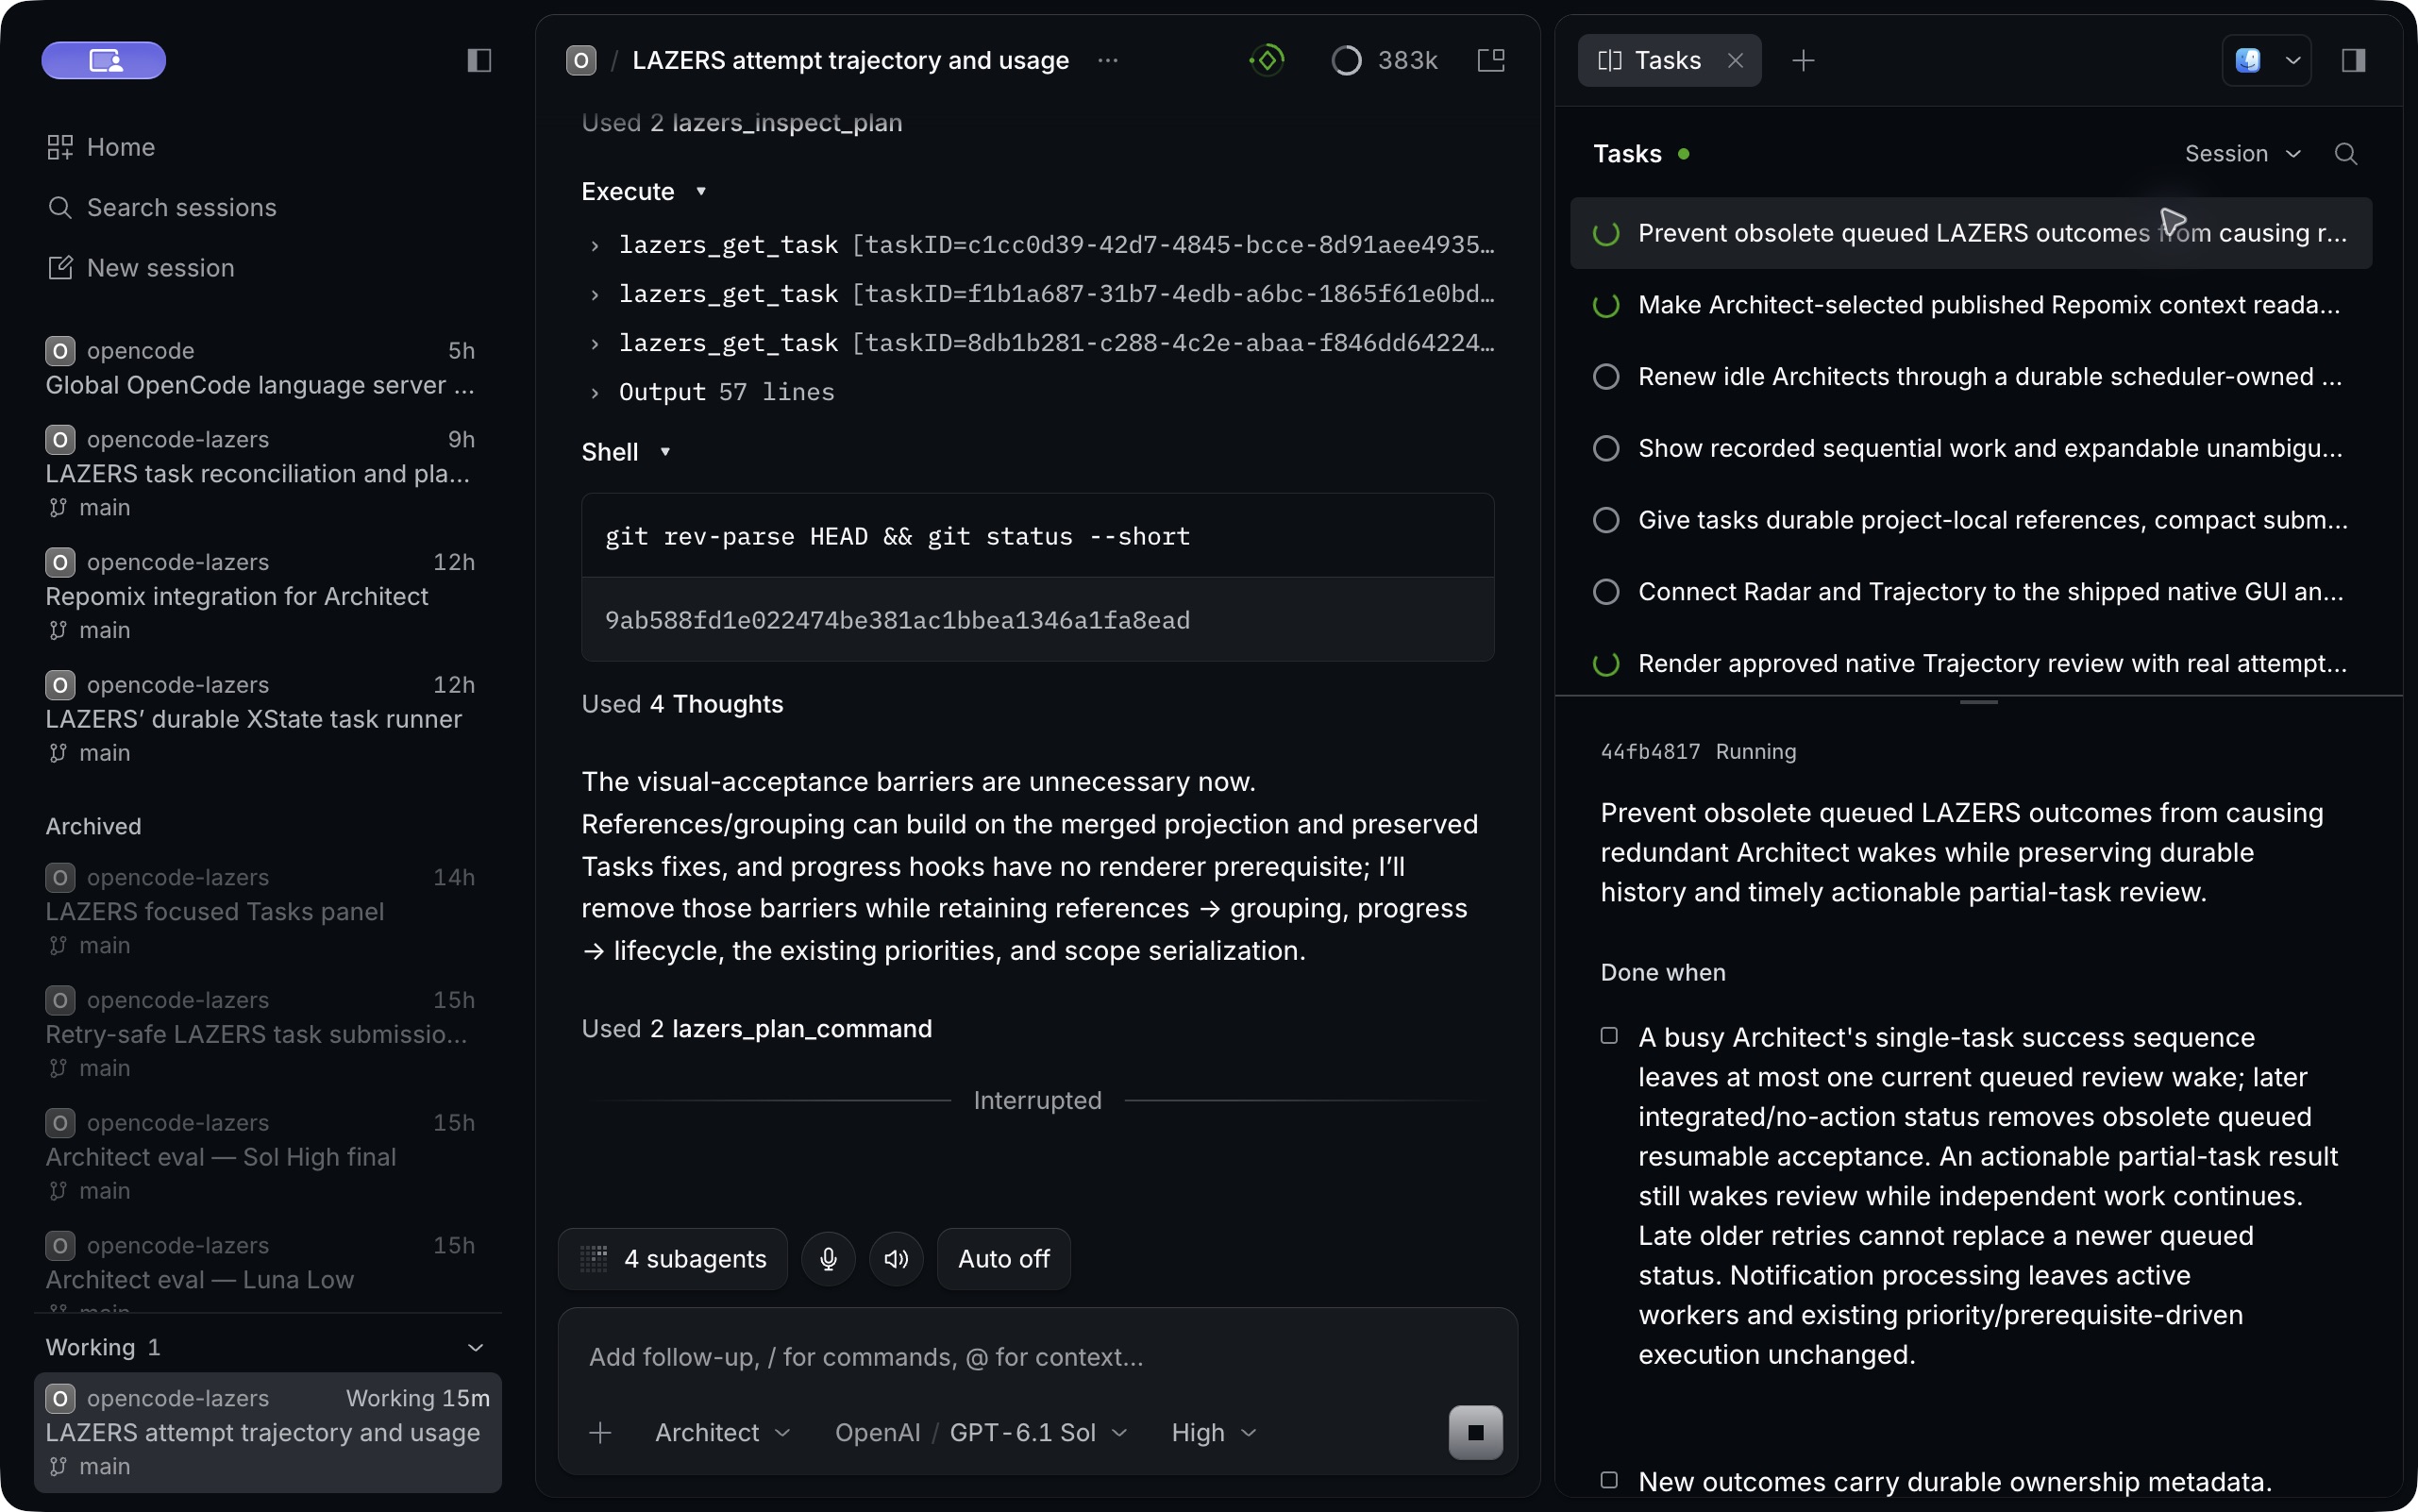 Home
Search sessions
New session
O opencode 5h
Global OpenCode language server ...
O opencode-lazers 9h
LAZERS task reconciliation and pla...
main
O opencode-lazers 12h
Repomix integration for Architect
main
O opencode-lazers 12h
LAZERS’ durable XState task runner
main
Archived
O opencode-lazers 14h
LAZERS focused Tasks panel
main
O opencode-lazers 15h
Retry-safe LAZERS task submissio...
main
O opencode-lazers 15h
Architect eval — Sol High final
main
O opencode-lazers 15h
Architect eval — Luna Low
main
Working 1
O opencode-lazers Working 15m
LAZERS attempt trajectory and usage
main
O / LAZERS attempt trajectory and usage ... 383k
Used 2 lazers_inspect_plan
Execute
lazers_get_task [taskID=c1cc0d39-42d7-4845-bcce-8d91aee4935…
lazers_get_task [taskID=f1b1a687-31b7-4edb-a6bc-1865f61e0bd…
lazers_get_task [taskID=8db1b281-c288-4c2e-abaa-f846dd64224…
Output 57 lines
Shell
git rev-parse HEAD && git status --short
9ab588fd1e022474be381ac1bbea1346a1fa8ead
Used 4 Thoughts
The visual-acceptance barriers are unnecessary now.
References/grouping can build on the merged projection and preserved
Tasks fixes, and progress hooks have no renderer prerequisite; I’ll
remove those barriers while retaining references → grouping, progress
→ lifecycle, the existing priorities, and scope serialization.
Used 2 lazers_plan_command
Interrupted
4 subagents
Auto off
Add follow-up, / for commands, @ for context...
Architect OpenAI / GPT-6.1 Sol High
Tasks
Tasks Session
Prevent obsolete queued LAZERS outcomes from causing r...
Make Architect-selected published Repomix context reada...
Renew idle Architects through a durable scheduler-owned ...
Show recorded sequential work and expandable unambigu...
Give tasks durable project-local references, compact subm...
Connect Radar and Trajectory to the shipped native GUI an...
Render approved native Trajectory review with real attempt...
44fb4817 Running
Prevent obsolete queued LAZERS outcomes from causing
redundant Architect wakes while preserving durable
history and timely actionable partial-task review.
Done when
A busy Architect's single-task success sequence
leaves at most one current queued review wake; later
integrated/no-action status removes obsolete queued
resumable acceptance. An actionable partial-task result
still wakes review while independent work continues.
Late older retries cannot replace a newer queued
status. Notification processing leaves active
workers and existing priority/prerequisite-driven
execution unchanged.
New outcomes carry durable ownership metadata.